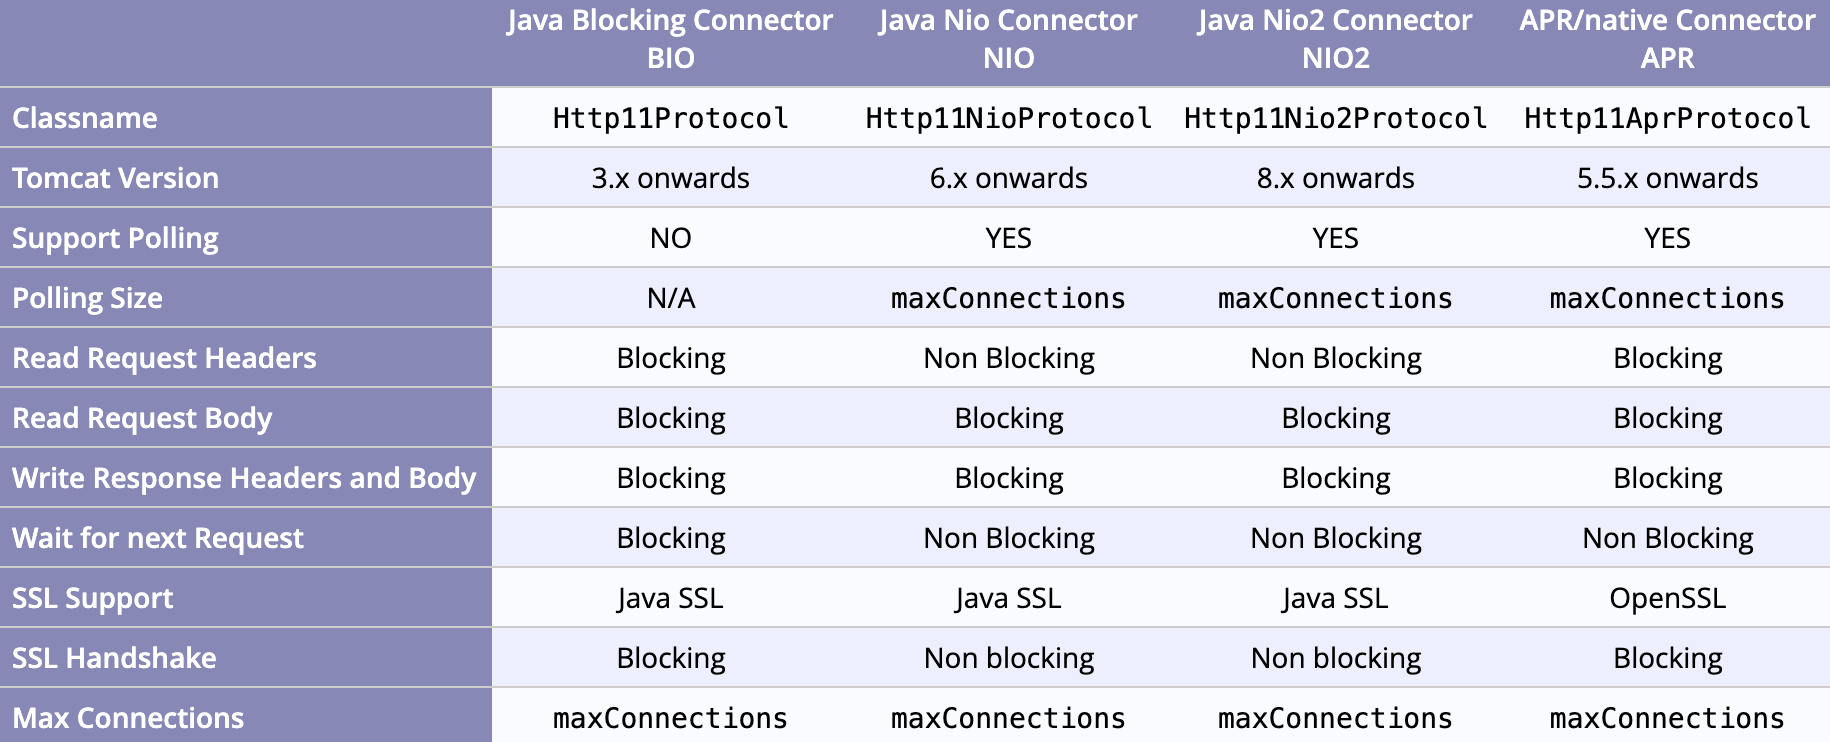 Java Blocking Connector Java Nio Connector Java Nio2 Connector APR/native Connector
BIO NIO NIO2 APR
Classname Http11Protocol Http11NioProtocol Http11Nio2Protocol Http11AprProtocol
Tomcat Version 3.x onwards 6.x onwards 8.x onwards 5.5.x onwards
Support Polling NO YES YES YES
Polling Size N/A maxConnections maxConnections maxConnections
Read Request Headers Blocking Non Blocking Non Blocking Blocking
Read Request Body Blocking Blocking Blocking Blocking
Write Response Headers and Body Blocking Blocking Blocking Blocking
Wait for next Request Blocking Non Blocking Non Blocking Non Blocking
SSL Support Java SSL Java SSL Java SSL OpenSSL
SSL Handshake Blocking Non blocking Non blocking Blocking
Max Connections maxConnections maxConnections maxConnections maxConnections